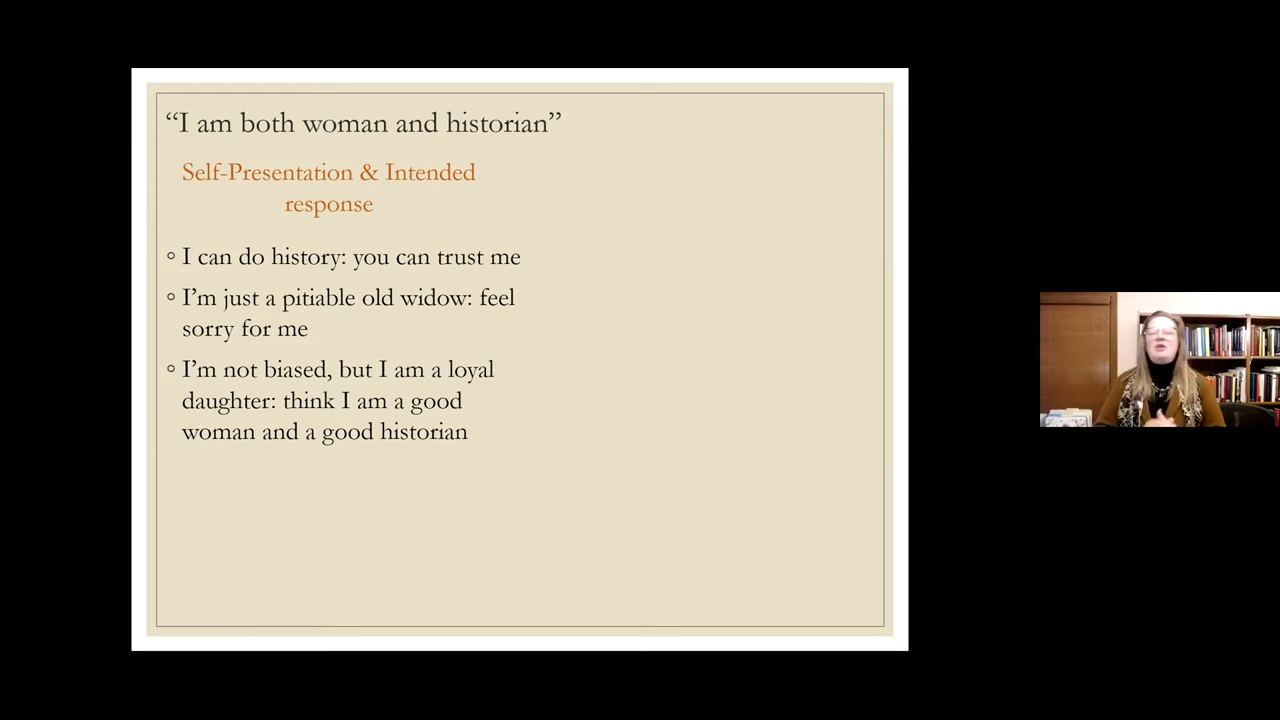 “I am both woman and historian”
Self-Presentation & Intended
response
◦ I can do history: you can trust me
◦ I’m just a pitiable old widow: feel
sorry for me
◦ I’m not biased, but I am a loyal
daughter: think I am a good
woman and a good historian